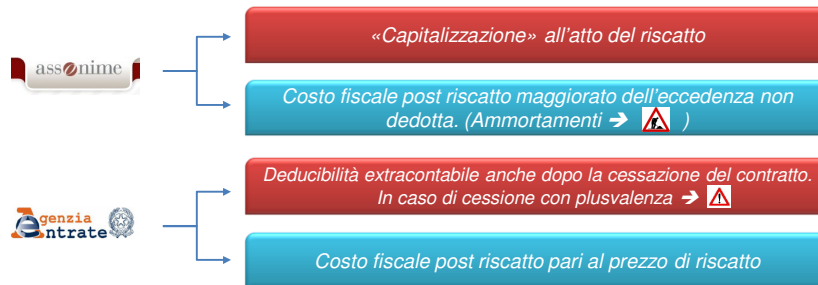 «Capitalizzazione» all'atto del riscatto
assonime
Costo fiscale post riscatto maggiorato dell'eccedenza non
dedotta. (Ammortamenti ➔ )
Deducibilità extracontabile anche dopo la cessazione del contratto.
In caso di cessione con plusvalenza ➔
Agenzia
Entrate
Costo fiscale post riscatto pari al prezzo di riscatto